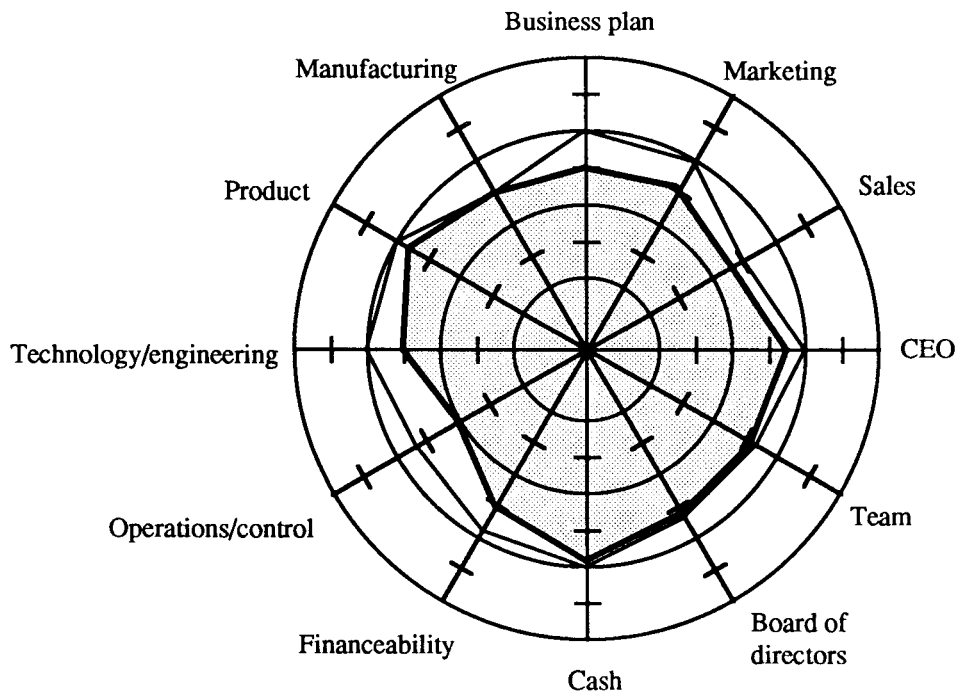 Business plan
Manufacturing
Marketing
Product
Sales
Technology/engineering
CEO
Operations/control
Team
Financeability
Board of
directors
Cash